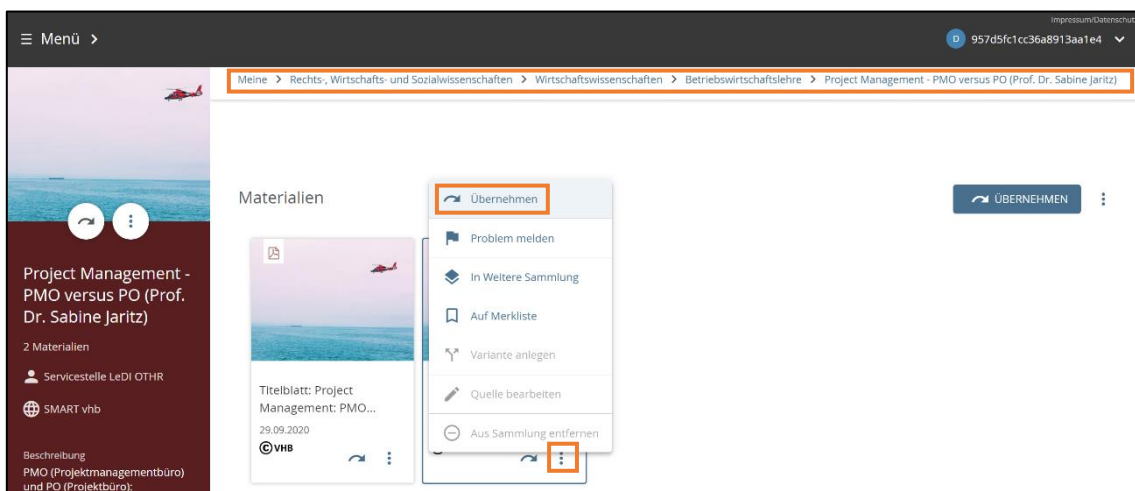 Impressum/Datenschut
Menü
957d5fc1cc36a8913aa1e4
D
Meine > Rechts-, Wirtschafts- und Sozialwissenschaften > Wirtschaftswissenschaften > Betriebswirtschaftslehre > Project Management - PMO versus PO (Prof. Dr. Sabine Jaritz)
Project Management -
PMO versus PO (Prof.
Dr. Sabine Jaritz)
2 Materialien
Servicestelle LeDI OTHR
SMART vhb
Beschreibung
PMO (Projektmanagementbüro)
und PO (Projektbüro):
Materialien
ÜBERNEHMEN
Titelblatt: Project
Management: PMO...
29.09.2020
VHB
Übernehmen
Problem melden
In Weitere Sammlung
Auf Merkliste
Variante anlegen
Quelle bearbeiten
Aus Sammlung entfernen